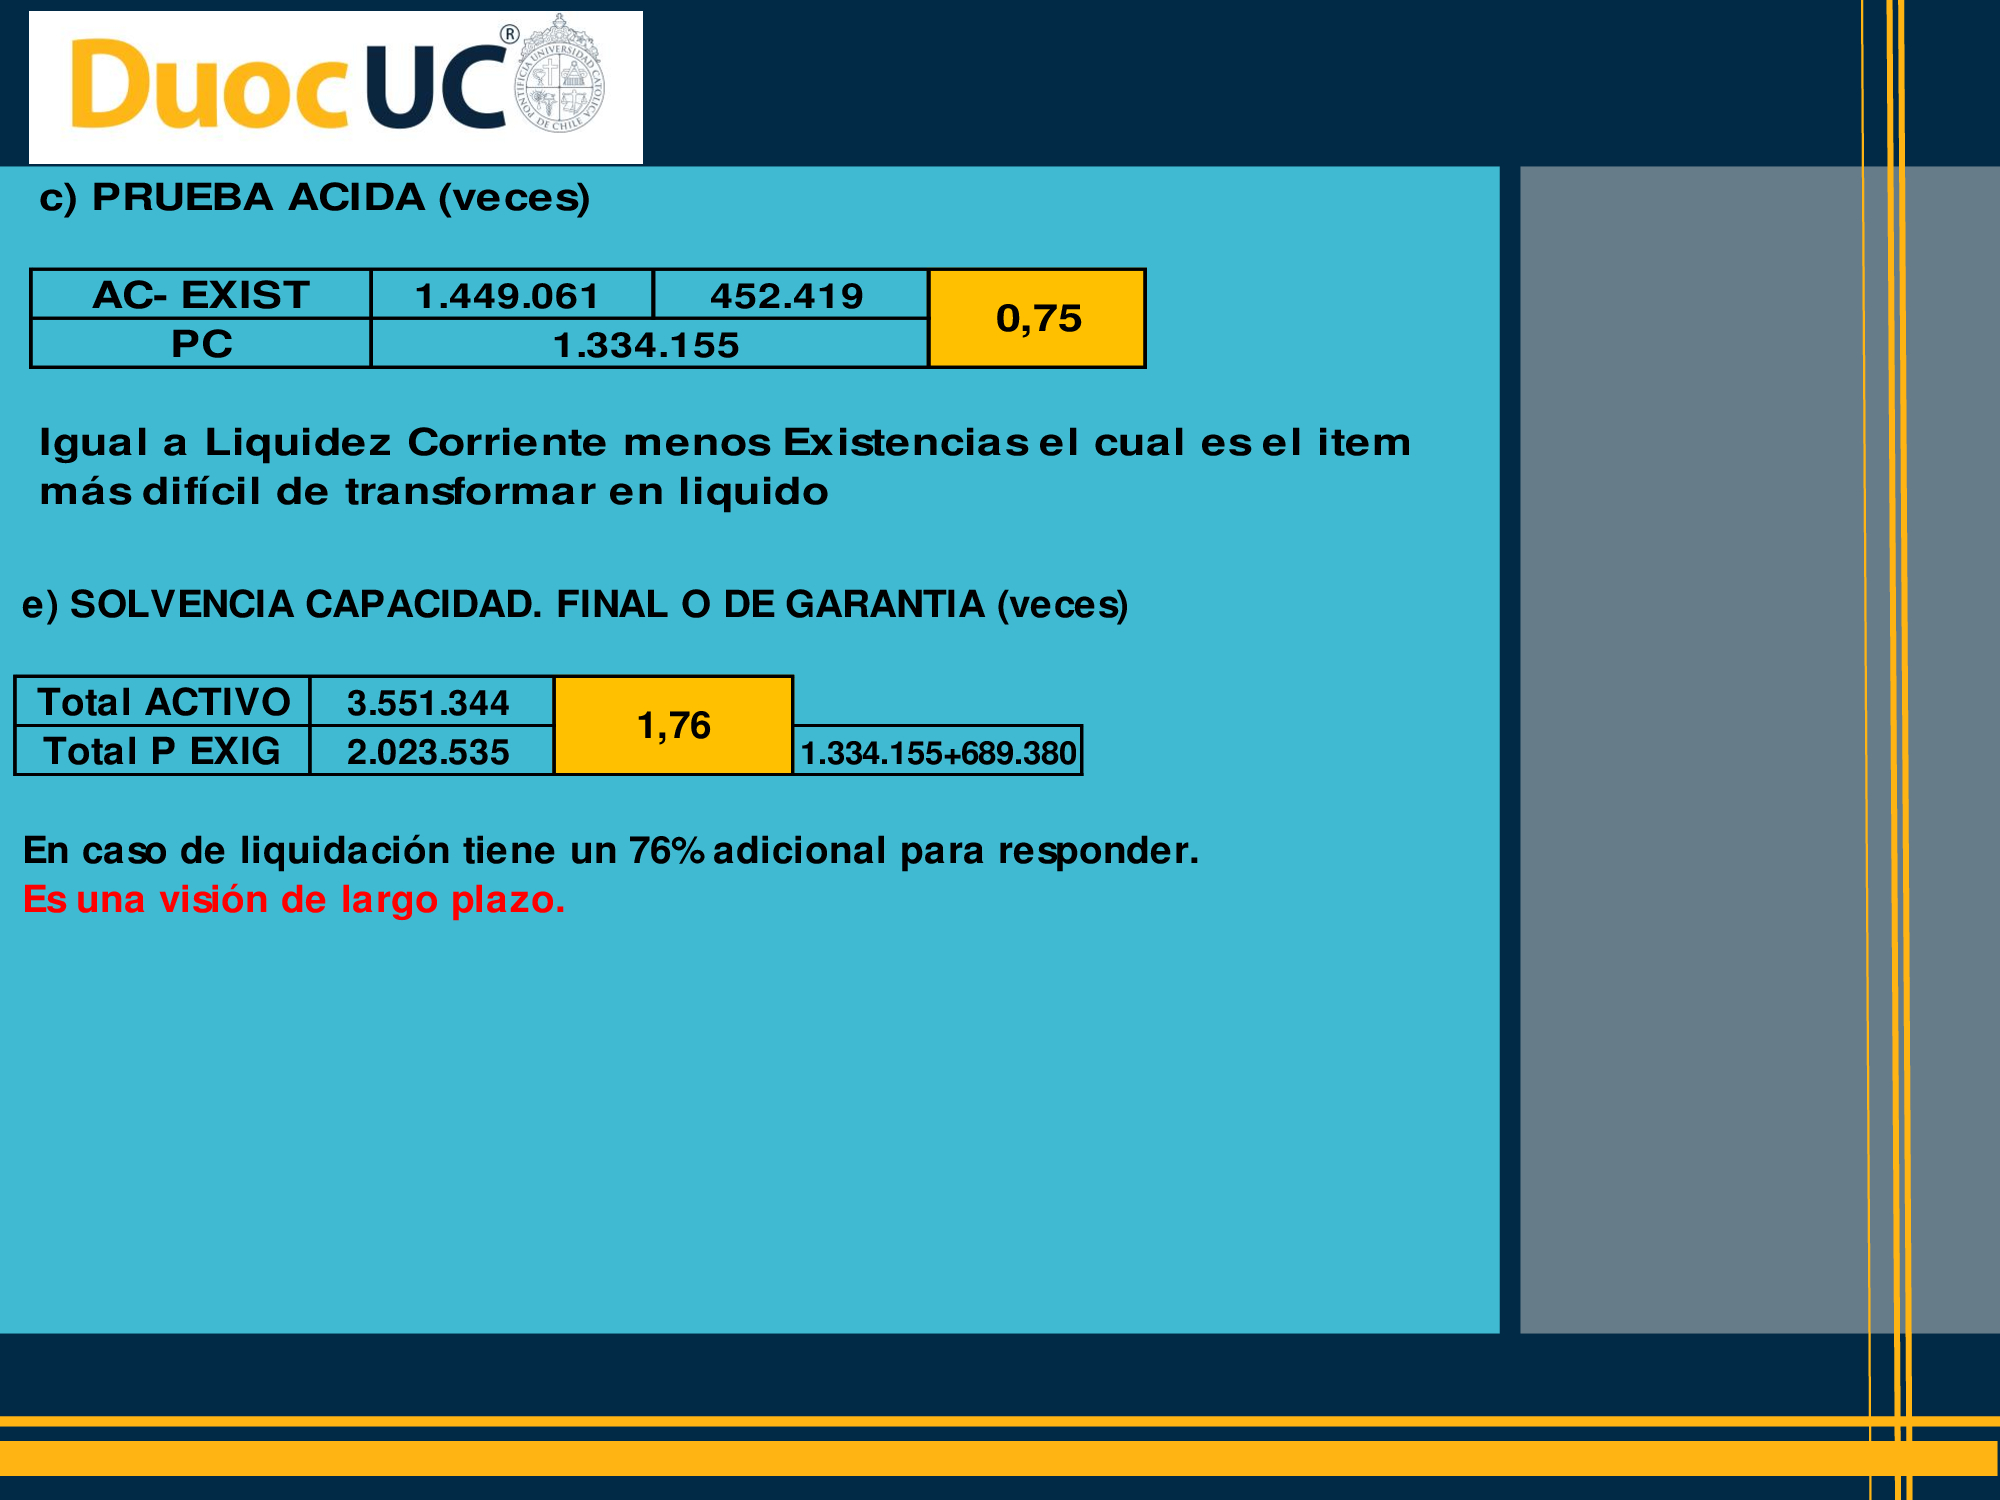 Duoc UC ®
PONTIFICIA UNIVERSIDAD CATOLICA DE CHILE
c) PRUEBA ACIDA (veces)
AC- EXIST 1.449.061 452.419 0,75
PC 1.334.155
Igual a Liquidez Corriente menos Existencias el cual es el item
más difícil de transformar en liquido
e) SOLVENCIA CAPACIDAD. FINAL O DE GARANTIA (veces)
Total ACTIVO 3.551.344 1,76
Total P EXIG 2.023.535 1.334.155+689.380
En caso de liquidación tiene un 76% adicional para responder.
Es una visión de largo plazo.